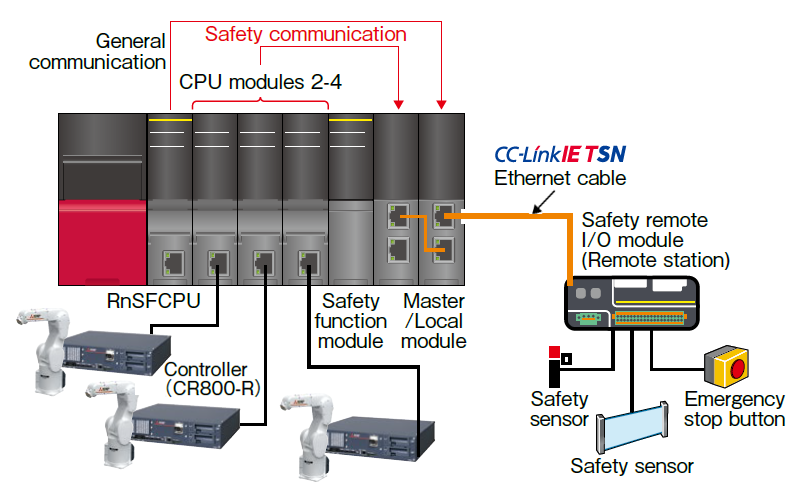 General
communication
Safety communication
CPU modules 2-4
CC-Link IE TSN
Ethernet cable
Safety remote
I/O module
(Remote station)
RnSFCPU
Safety
function
module
Master
/Local
module
Controller
(CR800-R)
Safety
sensor
Emergency
stop button
Safety sensor